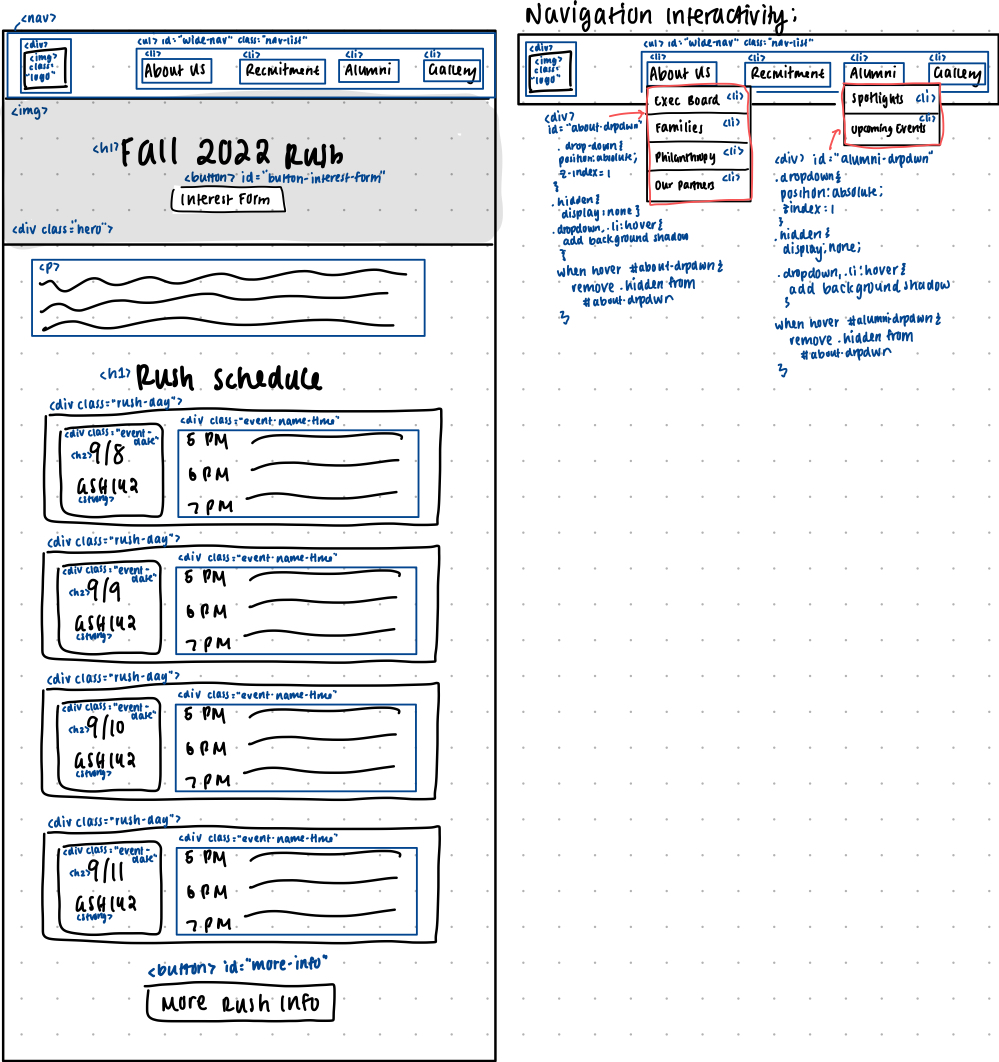 <nav>
<div>
<img>
class=
"logo"
<ul> id="wide-nav" class="nav-list"
<li> <li> <li> <li>
About Us Recruitment Alumni Gallery
<img>
<h1> Fall 2022 Rush
<button> id="button-interest-form"
Interest Form
<div class="hero">
<p>
<h1> Rush Schedule
<div class="rush-day">
<div class="event-
date"
<h2> 9/8
GSH 142
<strong>
<div class="event-name-time"
5 PM
6 PM
7 PM
<div class="rush-day">
<div class="event-
date"
<h2> 9/9
GSH 142
<strong>
<div class="event-name-time"
5 PM
6 PM
7 PM
<div class="rush-day">
<div class="event-
date"
<h2> 9/10
GSH 142
<strong>
<div class="event-name-time"
5 PM
6 PM
7 PM
<div class="rush-day">
<div class="event-
date"
<h2> 9/11
GSH 142
<strong>
<div class="event-name-time"
5 PM
6 PM
7 PM
<button> id="more-info"
More Rush Info
Navigation Interactivity:
<div>
<img>
class=
"logo"
<ul> id="wide-nav" class="nav-list"
<li> <li> <li> <li>
About Us Recruitment Alumni Gallery
Exec Board <li>
Families <li>
Philanthropy <li>
Our Partners <li>
Spotlights <li>
Upcoming Events <li>
<div>
id="about-drpdwn"
.drop-down{
position:absolute;
z-index=1
}
.hidden{
display:none}
.dropdown, .li:hover{
add background shadow
}
when hover #about-drpdwn{
remove .hidden from
#about-drpdwn
}
<div> id="alumni-drpdwn"
.dropdown{
position:absolute;
zindex:1
}
.hidden{
display:none;
.dropdown, .li:hover{
add background shadow
}
when hover #alumni-drpdwn{
remove .hidden from
#about-drpdwn
}